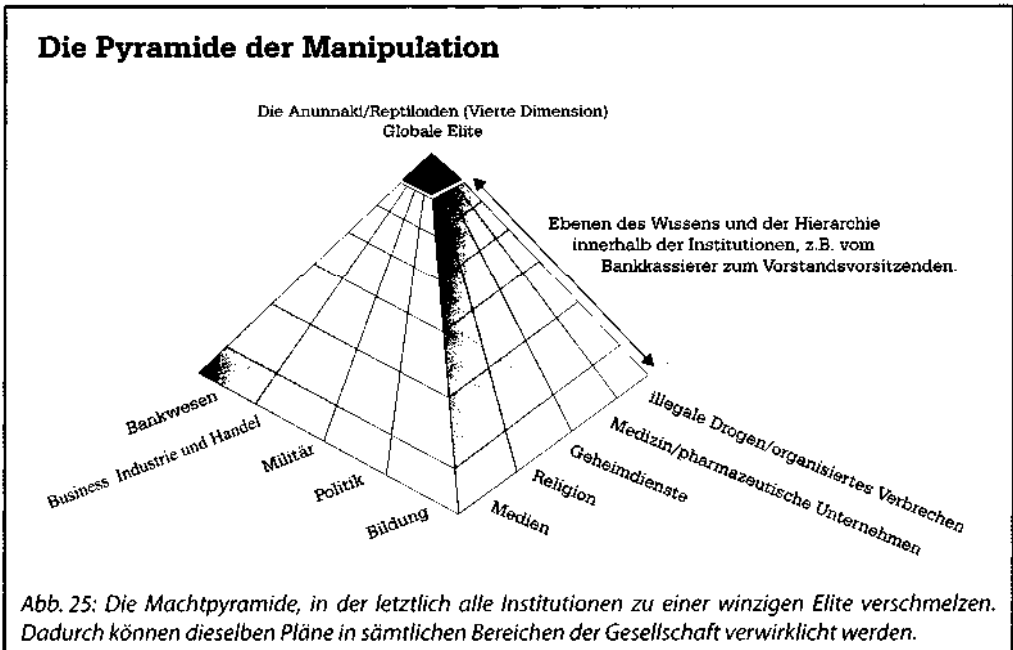 Die Pyramide der Manipulation
Die Anunnaki/Reptiloiden (Vierte Dimension)
Globale Elite
Ebenen des Wissens und der Hierarchie
innerhalb der Institutionen, z.B. vom
Bankkassierer zum Vorstandsvorsitzenden.
Bankwesen
Business Industrie und Handel
Militär
Politik
Bildung
Medien
Religion
Geheimdienste
Medizin/pharmazeutische Unternehmen
illegale Drogen/organisiertes Verbrechen
Abb. 25: Die Machtpyramide, in der letztlich alle Institutionen zu einer winzigen Elite verschmelzen.
Dadurch können dieselben Pläne in sämtlichen Bereichen der Gesellschaft verwirklicht werden.